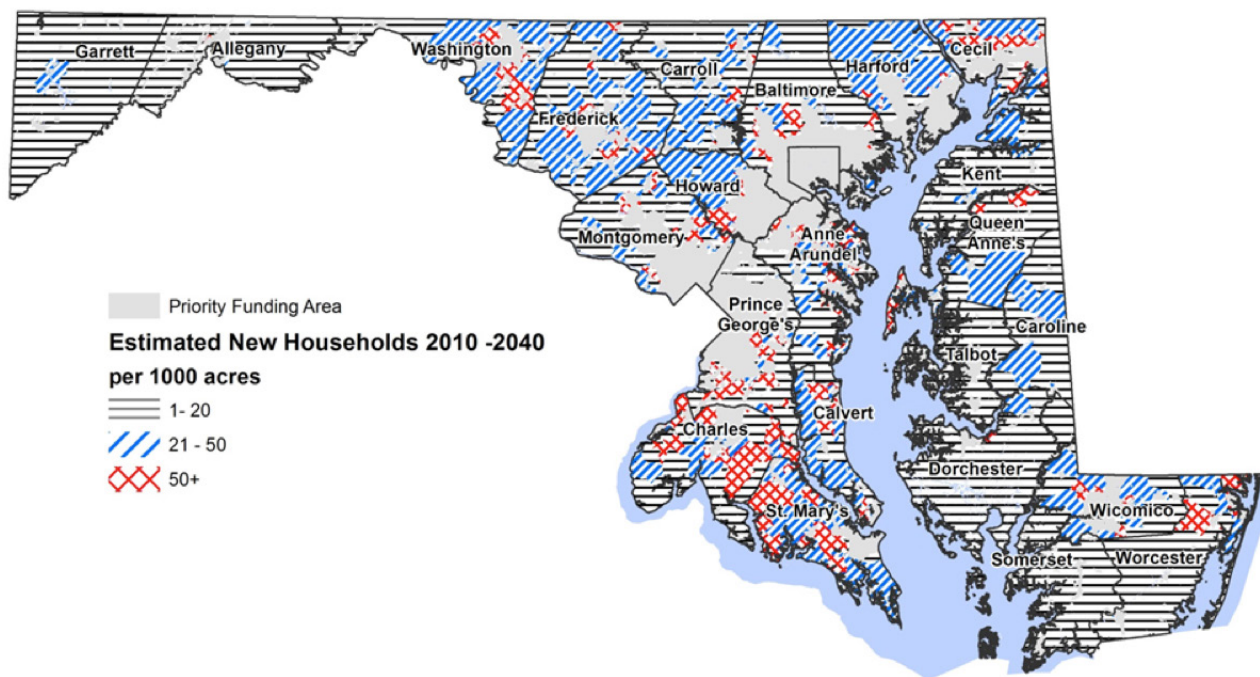 Garrett
Allegany
Washington
Frederick
Carroll
Baltimore
Harford
Cecil
Howard
Montgomery
Anne
Arundel
Kent
Queen
Anne's
Prince
George's
Caroline
Talbot
Calvert
Charles
Dorchester
St. Mary's
Wicomico
Somerset
Worcester
Priority Funding Area
Estimated New Households 2010 -2040
per 1000 acres
1- 20
21 - 50
50+